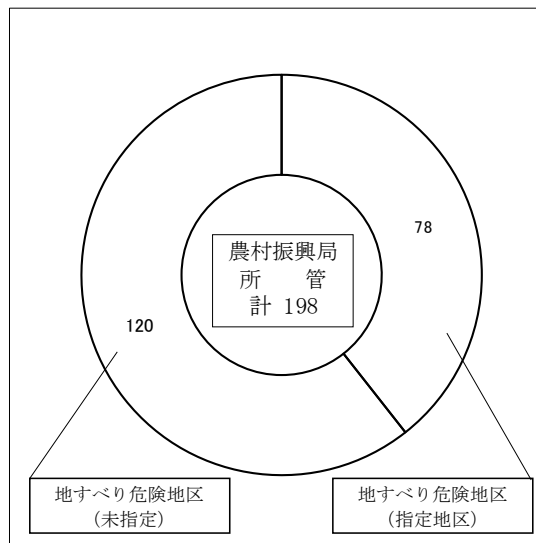 78
農村振興局
所　　管
計 198
120
地すべり危険地区
(未指定)
地すべり危険地区
(指定地区)